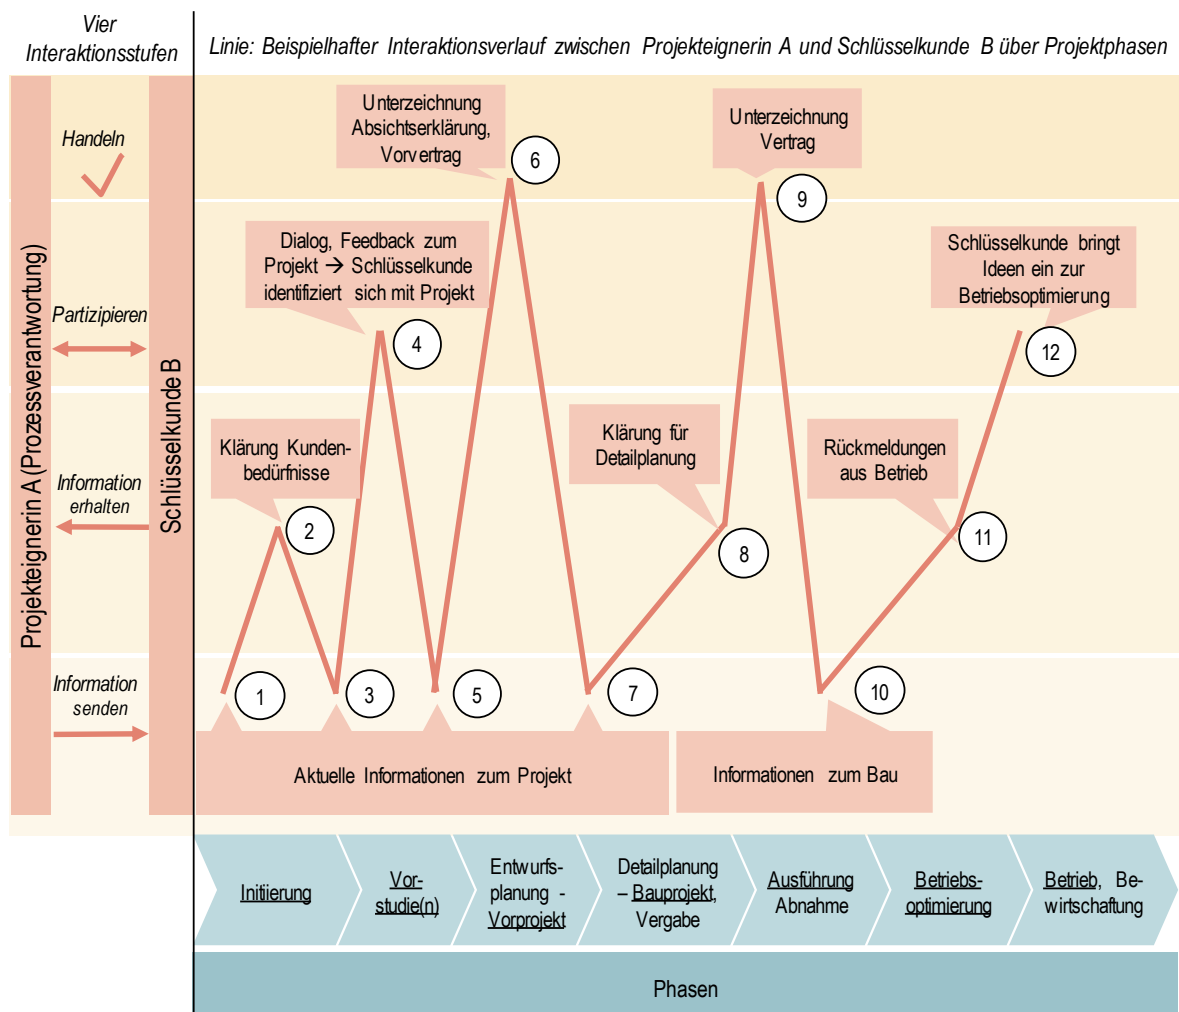 Vier
Interaktionsstufen
Linie: Beispielhafter Interaktionsverlauf zwischen Projekteignerin A und Schlüsselkunde B über Projektphasen
Projekteignerin A (Prozessverantwortung)
Schlüsselkunde B
Handeln
Partizipieren
Information
erhalten
Information
senden
Unterzeichnung
Absichtserklärung,
Vorvertrag
6
Unterzeichnung
Vertrag
9
Dialog, Feedback zum
Projekt → Schlüsselkunde
identifiziert sich mit Projekt
4
Schlüsselkunde bringt
Ideen ein zur
Betriebsoptimierung
12
Klärung Kunden-
bedürfnisse
2
Klärung für
Detailplanung
8
Rückmeldungen
aus Betrieb
11
1
3
5
7
10
Aktuelle Informationen zum Projekt
Informationen zum Bau
Initiierung
Vor-
studie(n)
Entwurfs-
planung -
Vorprojekt
Detailplanung
– Bauprojekt,
Vergabe
Ausführung
Abnahme
Betriebs-
optimierung
Betrieb, Be-
wirtschaftung
Phasen